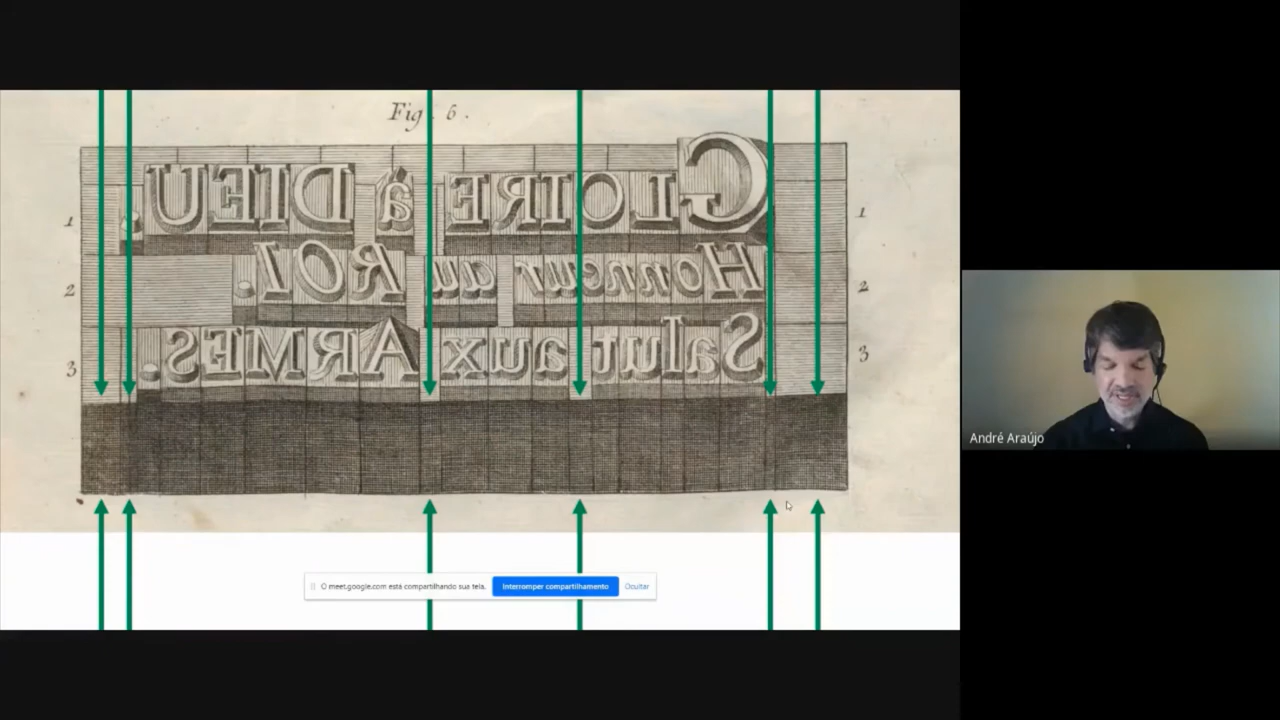 Fig. 6.
1 GLOIRE à DIEU. 1
2 Honneur au ROI. 2
3 Salut aux ARMES. 3
André Araújo
O meet.google.com está compartilhando sua tela. Interromper compartilhamento Ocultar